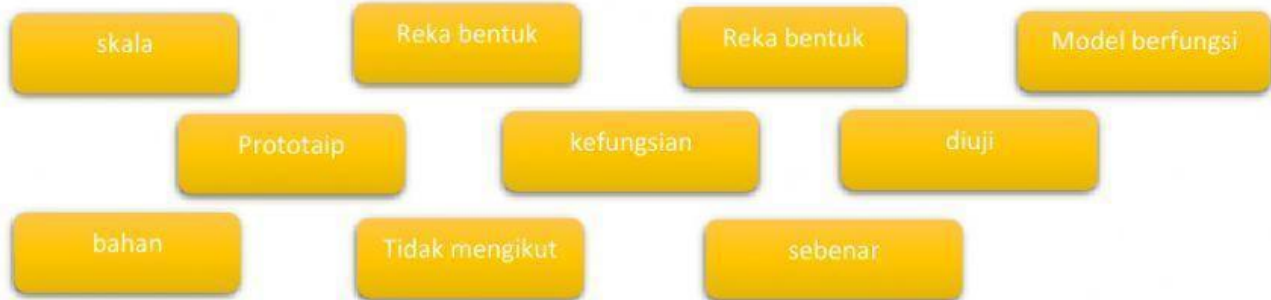 skala
Reka bentuk
Reka bentuk
Model berfungsi
Prototaip
kefungsian
diuji
bahan
Tidak mengikut
sebenar